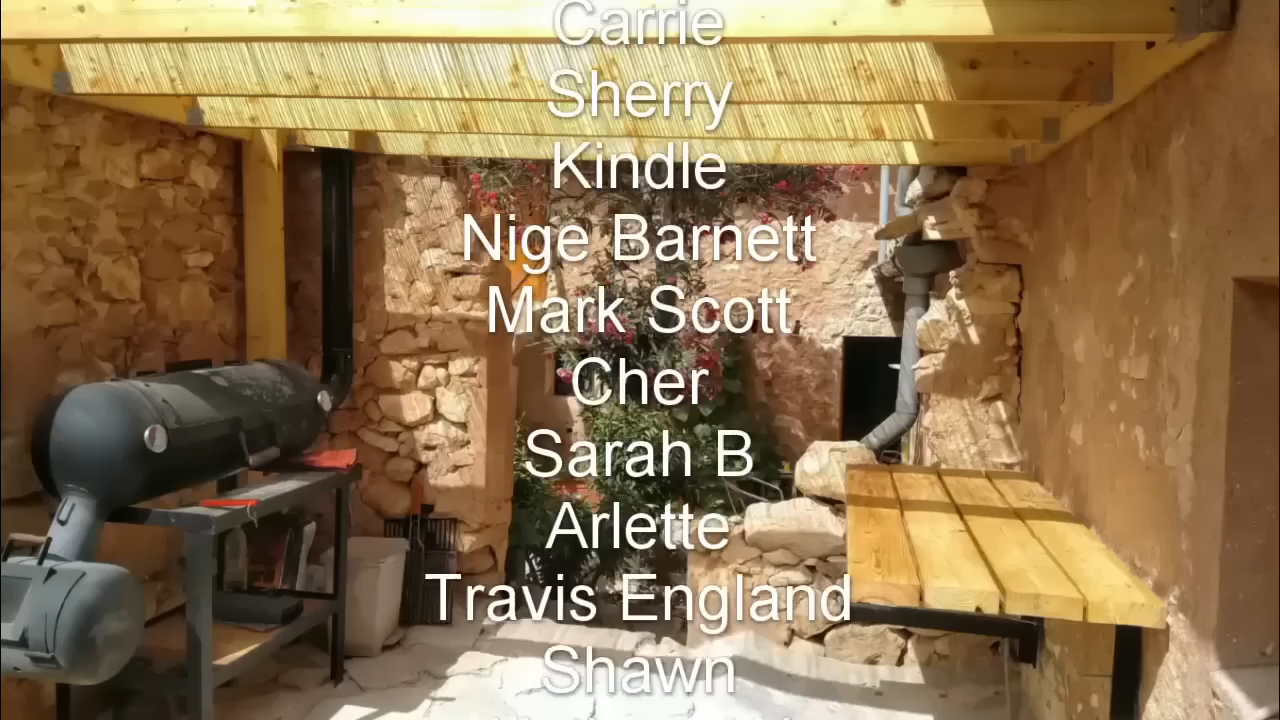 Carrie
Sherry
Kindle
Nige Barnett
Mark Scott
Cher
Sarah B
Arlette
Travis England
Shawn